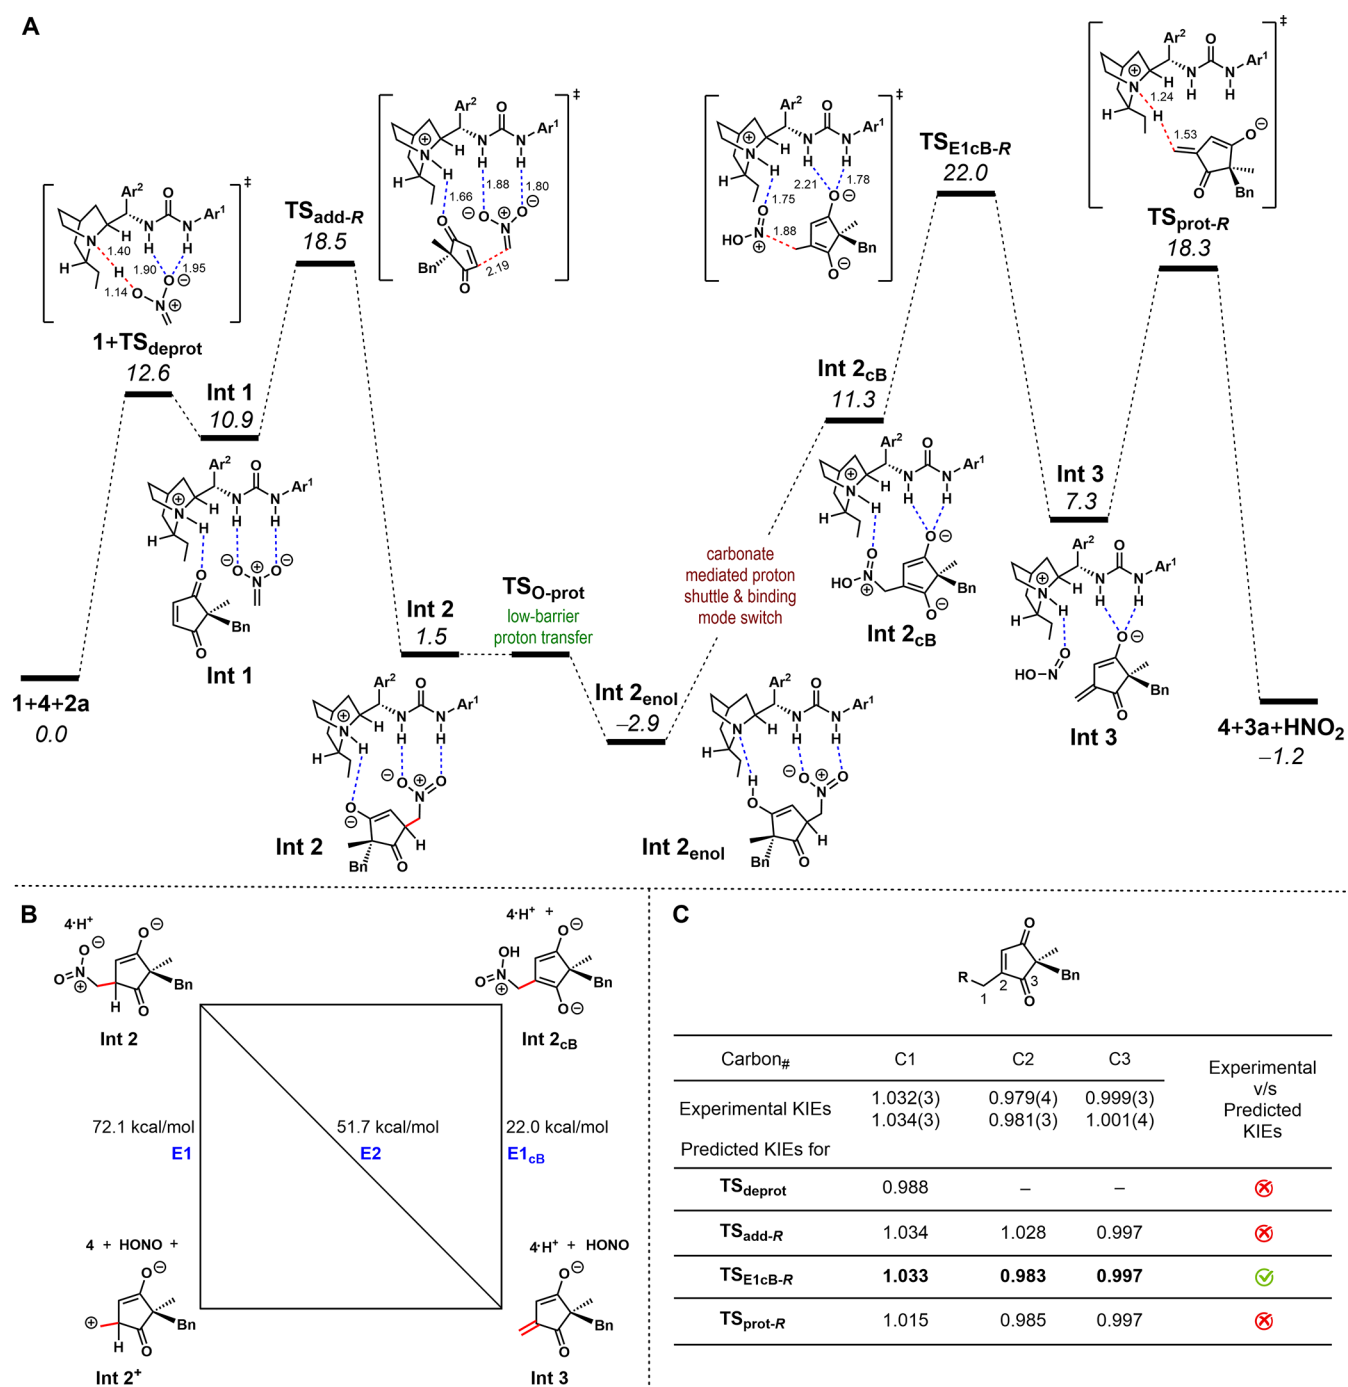 A
Ar2
N
H
O
N
H
N
H
Ar1
1.40
1.90
1.95
1.14
H
O
N
O
‡
1+TSdeprot
12.6
Int 1
10.9
Int 1
TSadd-R
18.5
1.66
1.88
1.80
2.19
Bn
‡
Int 2
1.5
Int 2
TSO-prot
low-barrier
proton transfer
Int 2enol
–2.9
Int 2enol
carbonate
mediated proton
shuttle & binding
mode switch
Int 2cB
11.3
Int 2cB
TSE1cB-R
22.0
2.21
1.78
1.75
1.88
HO
Bn
‡
Int 3
7.3
Int 3
TSprot-R
18.3
1.24
1.53
Bn
‡
1+4+2a
0.0
4+3a+HNO2
–1.2
B
4·H+
Int 2
4·H+ +
OH
Int 2cB
72.1 kcal/mol
E1
51.7 kcal/mol
E2
22.0 kcal/mol
E1cB
4 + HONO +
Int 2+
4·H+ + HONO
Int 3
C
R
1
2
3
O
O
Bn
Carbon# C1 C2 C3
Experimental
v/s
Predicted
KIEs
Experimental KIEs
1.032(3) 0.979(4) 0.999(3)
1.034(3) 0.981(3) 1.001(4)
Predicted KIEs for
TSdeprot 0.988 – –
TSadd-R 1.034 1.028 0.997
TSE1cB-R 1.033 0.983 0.997
TSprot-R 1.015 0.985 0.997